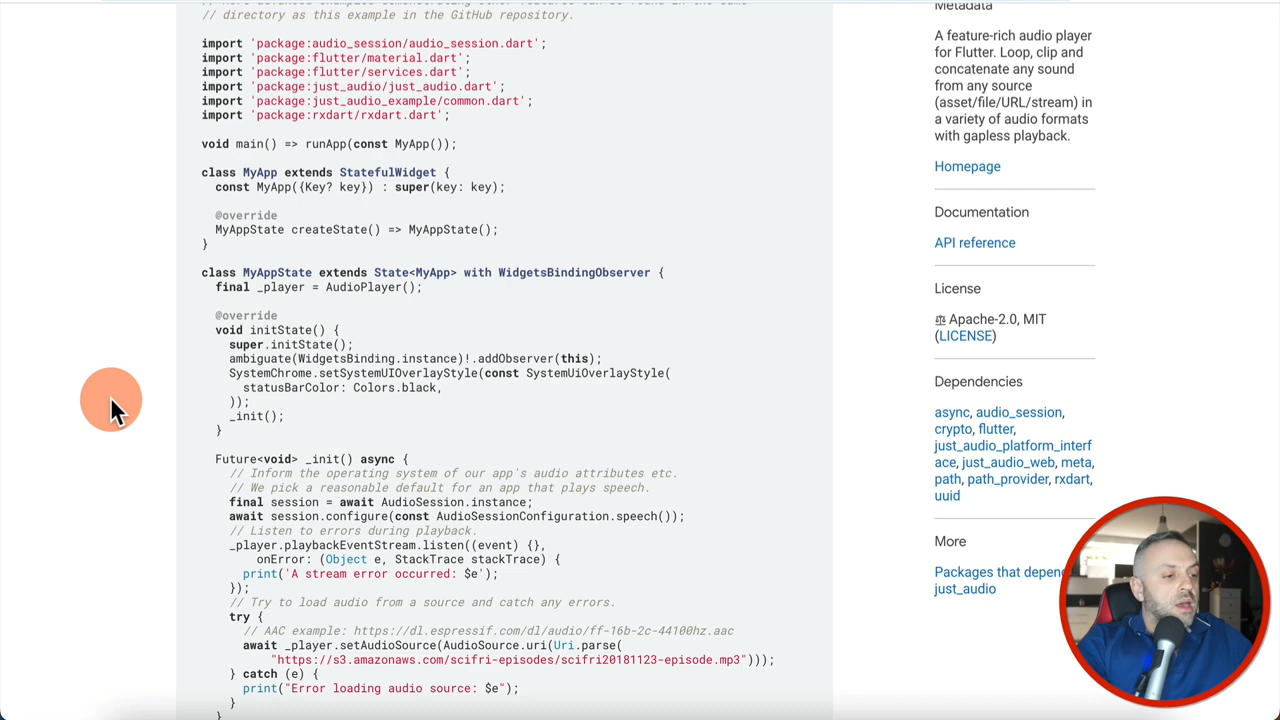 // directory as this example in the GitHub repository.
import 'package:audio_session/audio_session.dart';
import 'package:flutter/material.dart';
import 'package:flutter/services.dart';
import 'package:just_audio/just_audio.dart';
import 'package:just_audio_example/common.dart';
import 'package:rxdart/rxdart.dart';
void main() => runApp(const MyApp());
class MyApp extends StatefulWidget {
const MyApp({Key? key}) : super(key: key);
@override
MyAppState createState() => MyAppState();
}
class MyAppState extends State<MyApp> with WidgetsBindingObserver {
final _player = AudioPlayer();
@override
void initState() {
super.initState();
ambiguate(WidgetsBinding.instance)!.addObserver(this);
SystemChrome.setSystemUIOverlayStyle(const SystemUiOverlayStyle(
statusBarColor: Colors.black,
));
_init();
}
Future<void> _init() async {
// Inform the operating system of our app's audio attributes etc.
// We pick a reasonable default for an app that plays speech.
final session = await AudioSession.instance;
await session.configure(const AudioSessionConfiguration.speech());
// Listen to errors during playback.
_player.playbackEventStream.listen((event) {},
onError: (Object e, StackTrace stackTrace) {
print('A stream error occurred: $e');
});
// Try to load audio from a source and catch any errors.
try {
// AAC example: https://dl.espressif.com/dl/audio/ff-16b-2c-44100hz.aac
await _player.setAudioSource(AudioSource.uri(Uri.parse(
"https://s3.amazonaws.com/scifri-episodes/scifri20181123-episode.mp3")));
} catch (e) {
print("Error loading audio source: $e");
}
Metadata
A feature-rich audio player
for Flutter. Loop, clip and
concatenate any sound
from any source
(asset/file/URL/stream) in
a variety of audio formats
with gapless playback.
Homepage
Documentation
API reference
License
Apache-2.0, MIT
(LICENSE)
Dependencies
async, audio_session,
crypto, flutter,
just_audio_platform_interf
ace, just_audio_web, meta,
path, path_provider, rxdart,
uuid
More
Packages that depend
just_audio